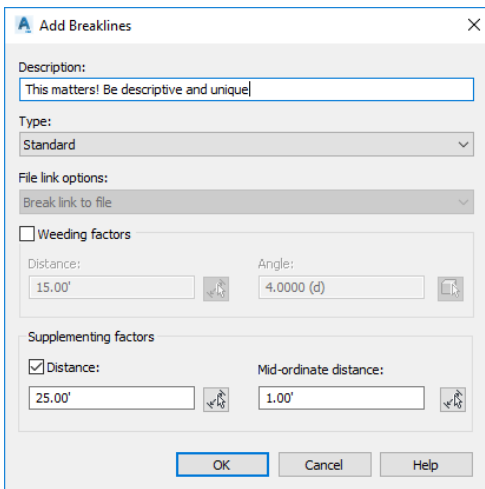 Add Breaklines
Description:
This matters! Be descriptive and unique
Type:
Standard
File link options:
Break link to file
Weeding factors
Distance: Angle:
15.00' 4.0000 (d)
Supplementing factors
Distance: Mid-ordinate distance:
25.00' 1.00'
OK Cancel Help